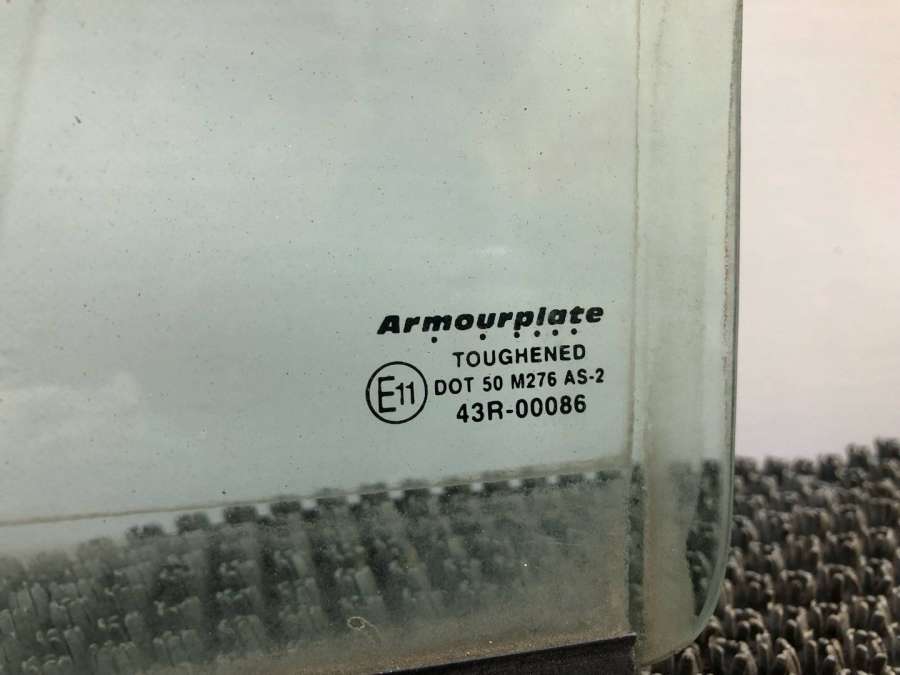 Armourplate
TOUGHENED
E11 DOT 50 M276 AS-2
43R-00086